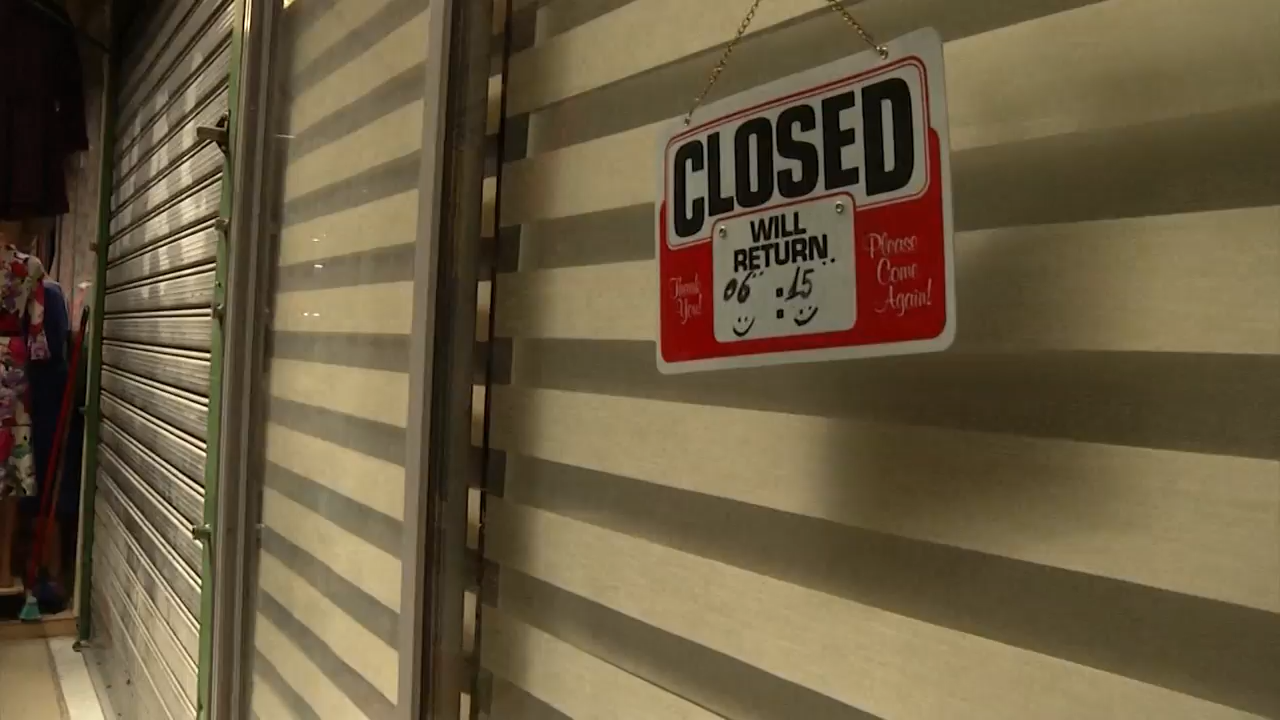 CLOSED
WILL
RETURN
06 : 15
Thank
You!
Please
Come
Again!